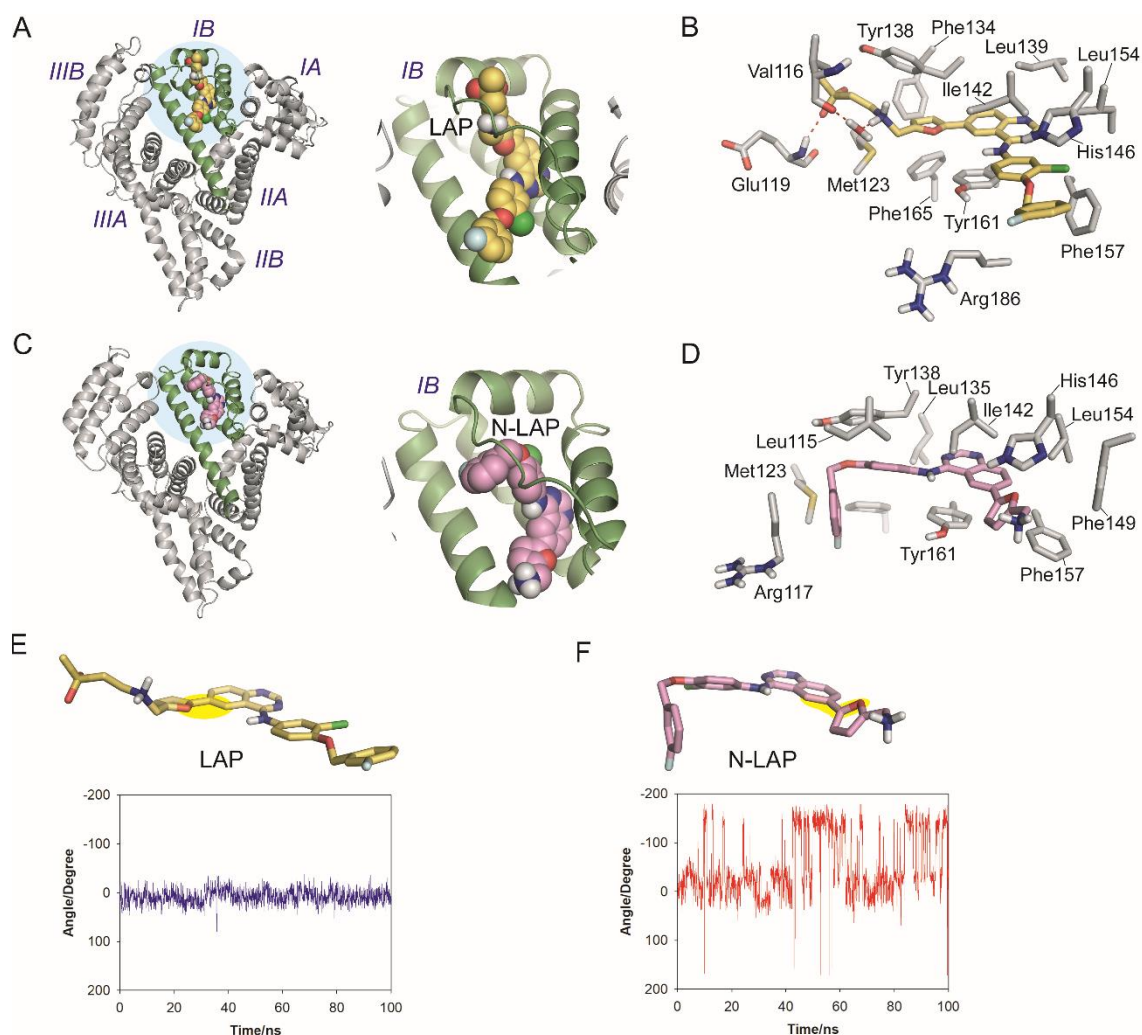 A
IB
IIIB
IA
IIIA
IIA
IIB
IB
LAP
B
Tyr138
Phe134
Leu139
Leu154
Val116
Ile142
His146
Glu119
Met123
Phe165
Tyr161
Phe157
Arg186
C
IB
N-LAP
D
Tyr138
Leu135
His146
Ile142
Leu154
Leu115
Met123
Phe149
Tyr161
Phe157
Arg117
E
LAP
-200
-100
0
100
200
Angle/Degree
0 20 40 60 80 100
Time/ns
F
N-LAP
-200
-100
0
100
200
Angle/Degree
0 20 40 60 80 100
Time/ns